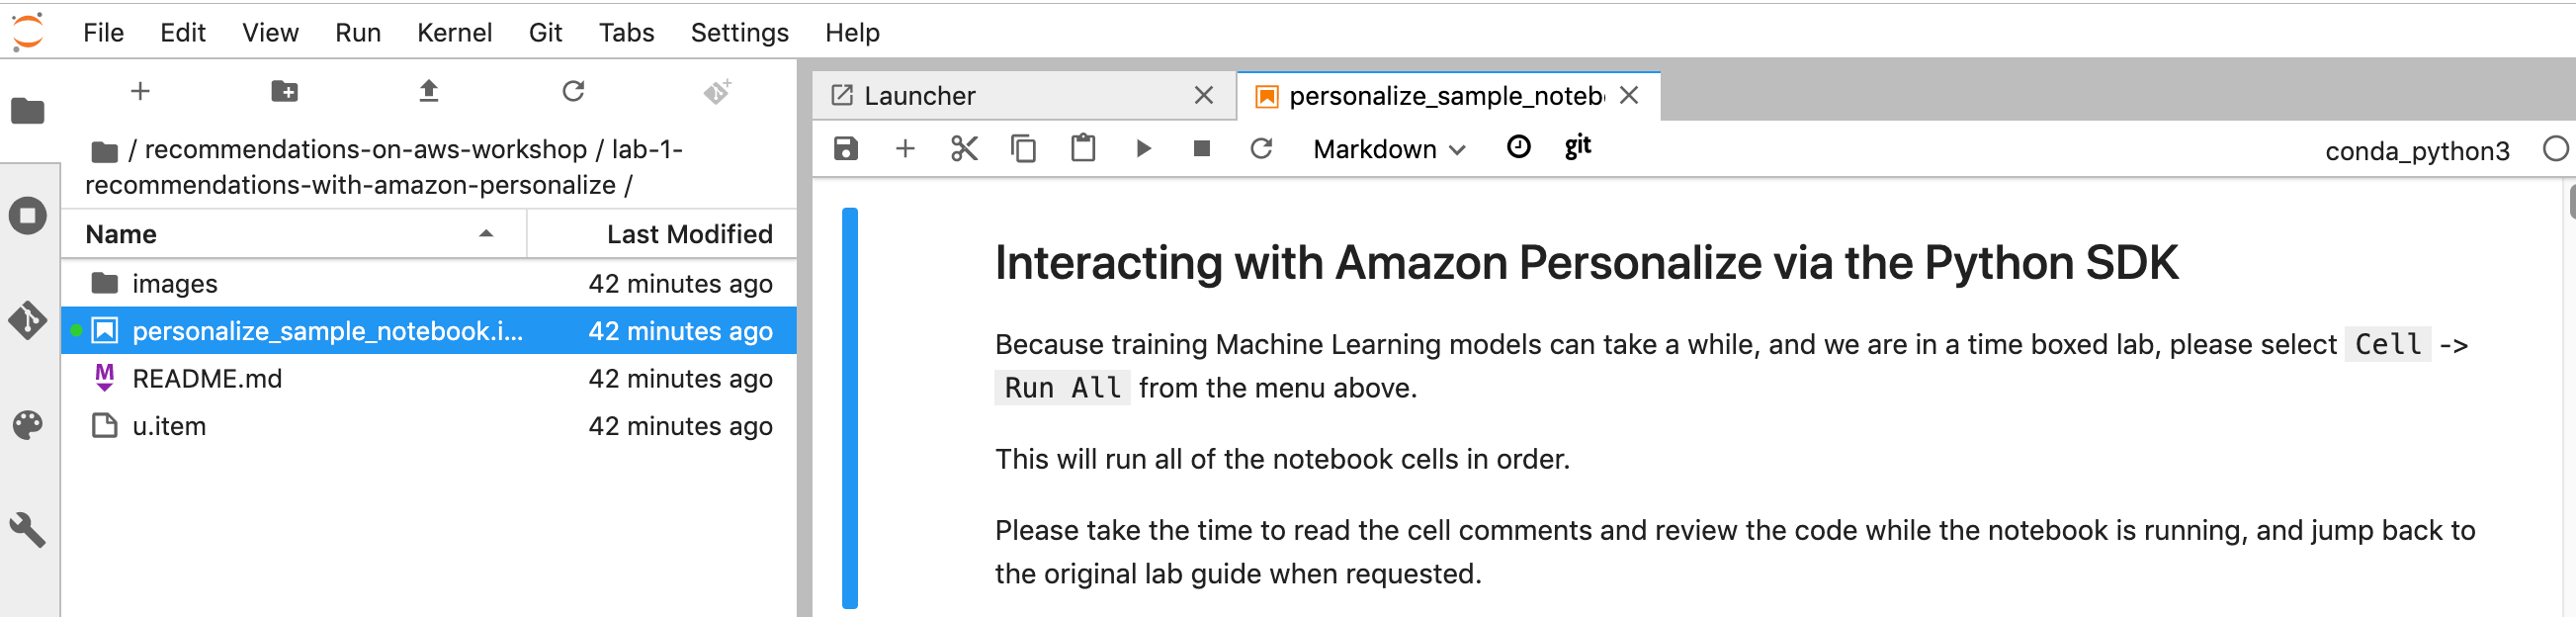 File Edit View Run Kernel Git Tabs Settings Help
/ recommendations-on-aws-workshop / lab-1-
recommendations-with-amazon-personalize /
Name Last Modified
images 42 minutes ago
personalize_sample_notebook.i... 42 minutes ago
README.md 42 minutes ago
u.item 42 minutes ago
Launcher personalize_sample_noteb
Markdown git conda_python3
Interacting with Amazon Personalize via the Python SDK
Because training Machine Learning models can take a while, and we are in a time boxed lab, please select Cell ->
Run All from the menu above.
This will run all of the notebook cells in order.
Please take the time to read the cell comments and review the code while the notebook is running, and jump back to
the original lab guide when requested.